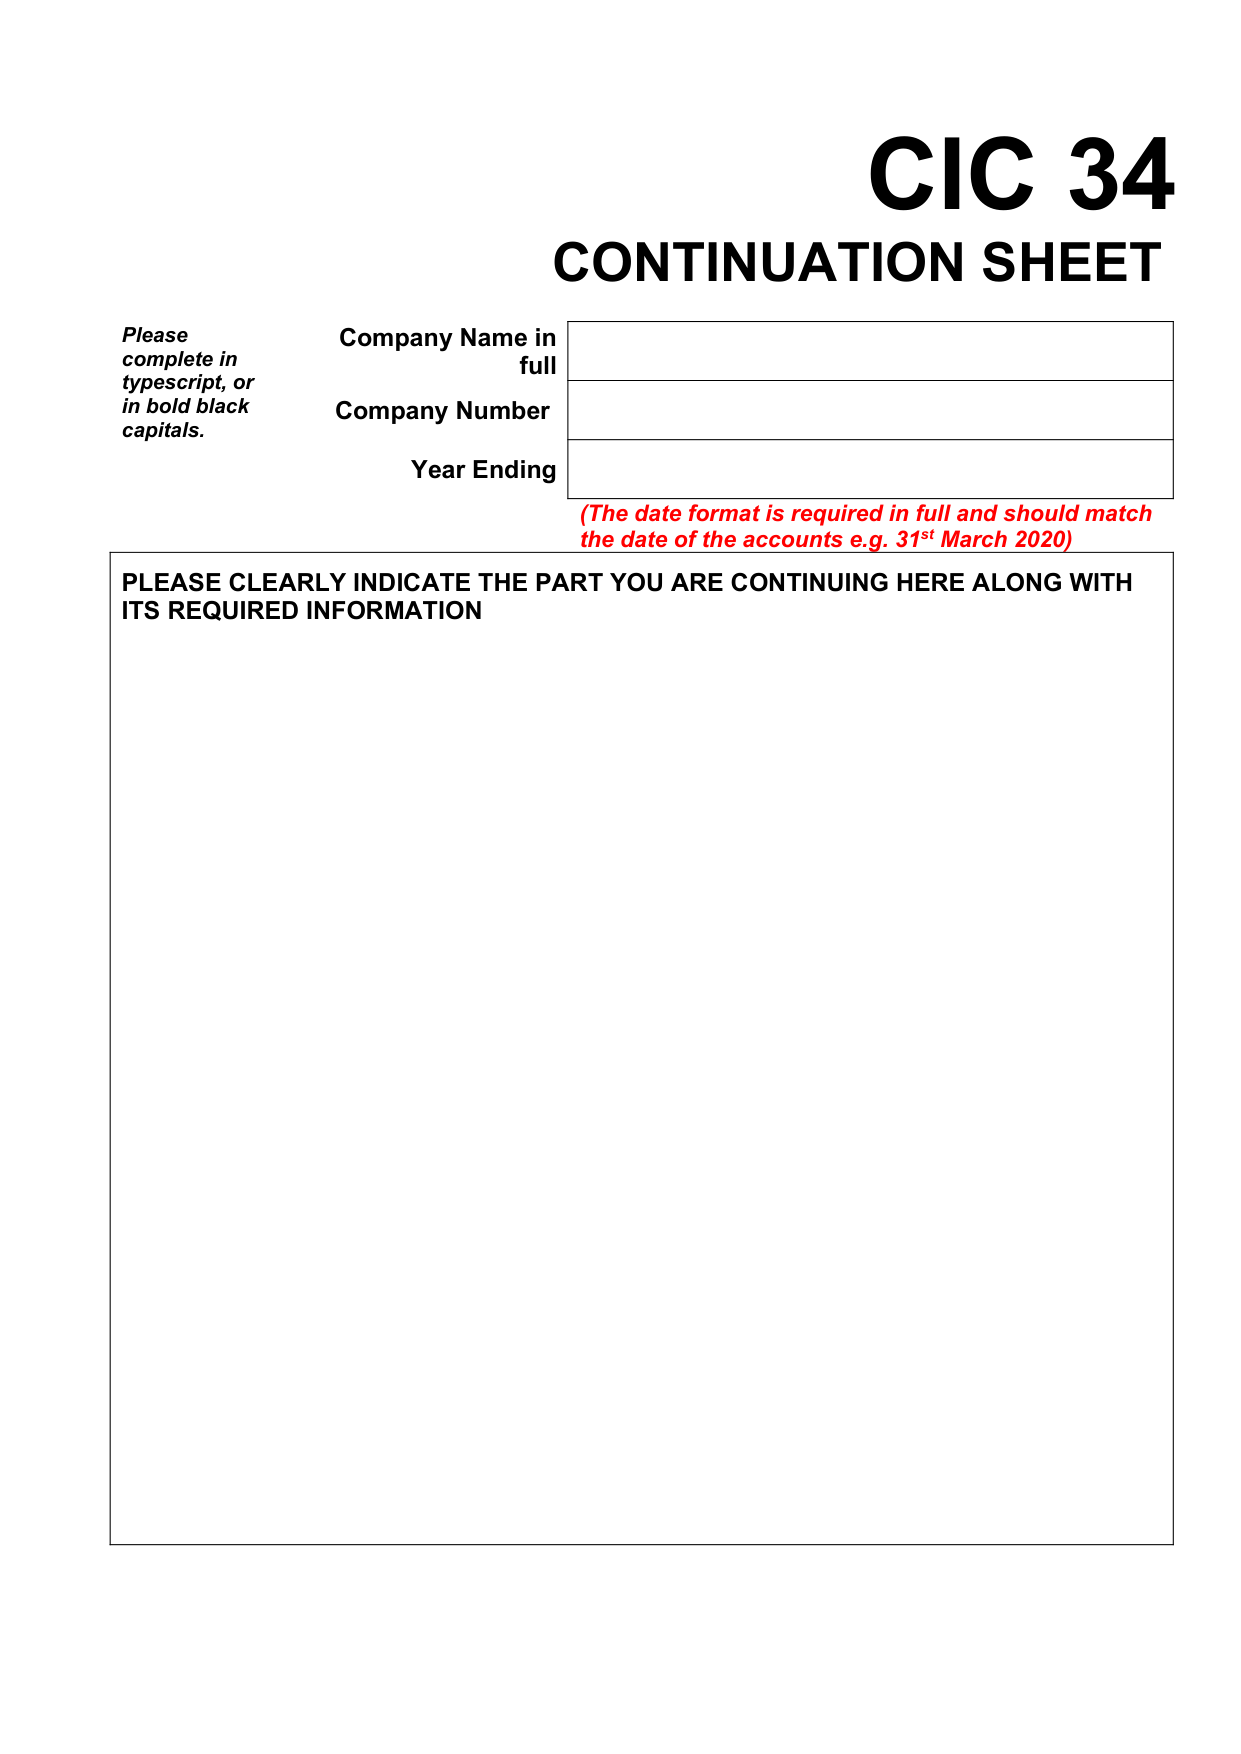 CIC 34
CONTINUATION SHEET
Please
complete in
typescript, or
in bold black
capitals.
Company Name in
full
Company Number
Year Ending
(The date format is required in full and should match
the date of the accounts e.g. 31st March 2020)
PLEASE CLEARLY INDICATE THE PART YOU ARE CONTINUING HERE ALONG WITH
ITS REQUIRED INFORMATION